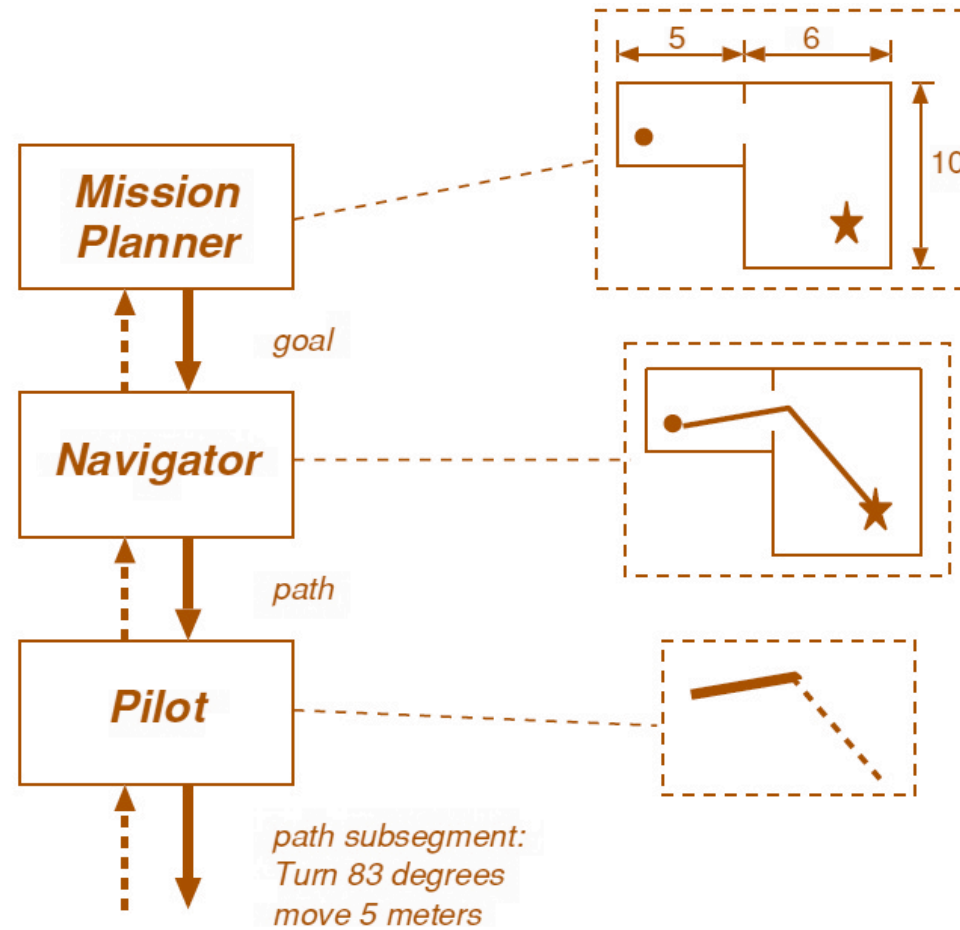 5
6
10
Mission
Planner
goal
Navigator
path
Pilot
path subsegment:
Turn 83 degrees
move 5 meters